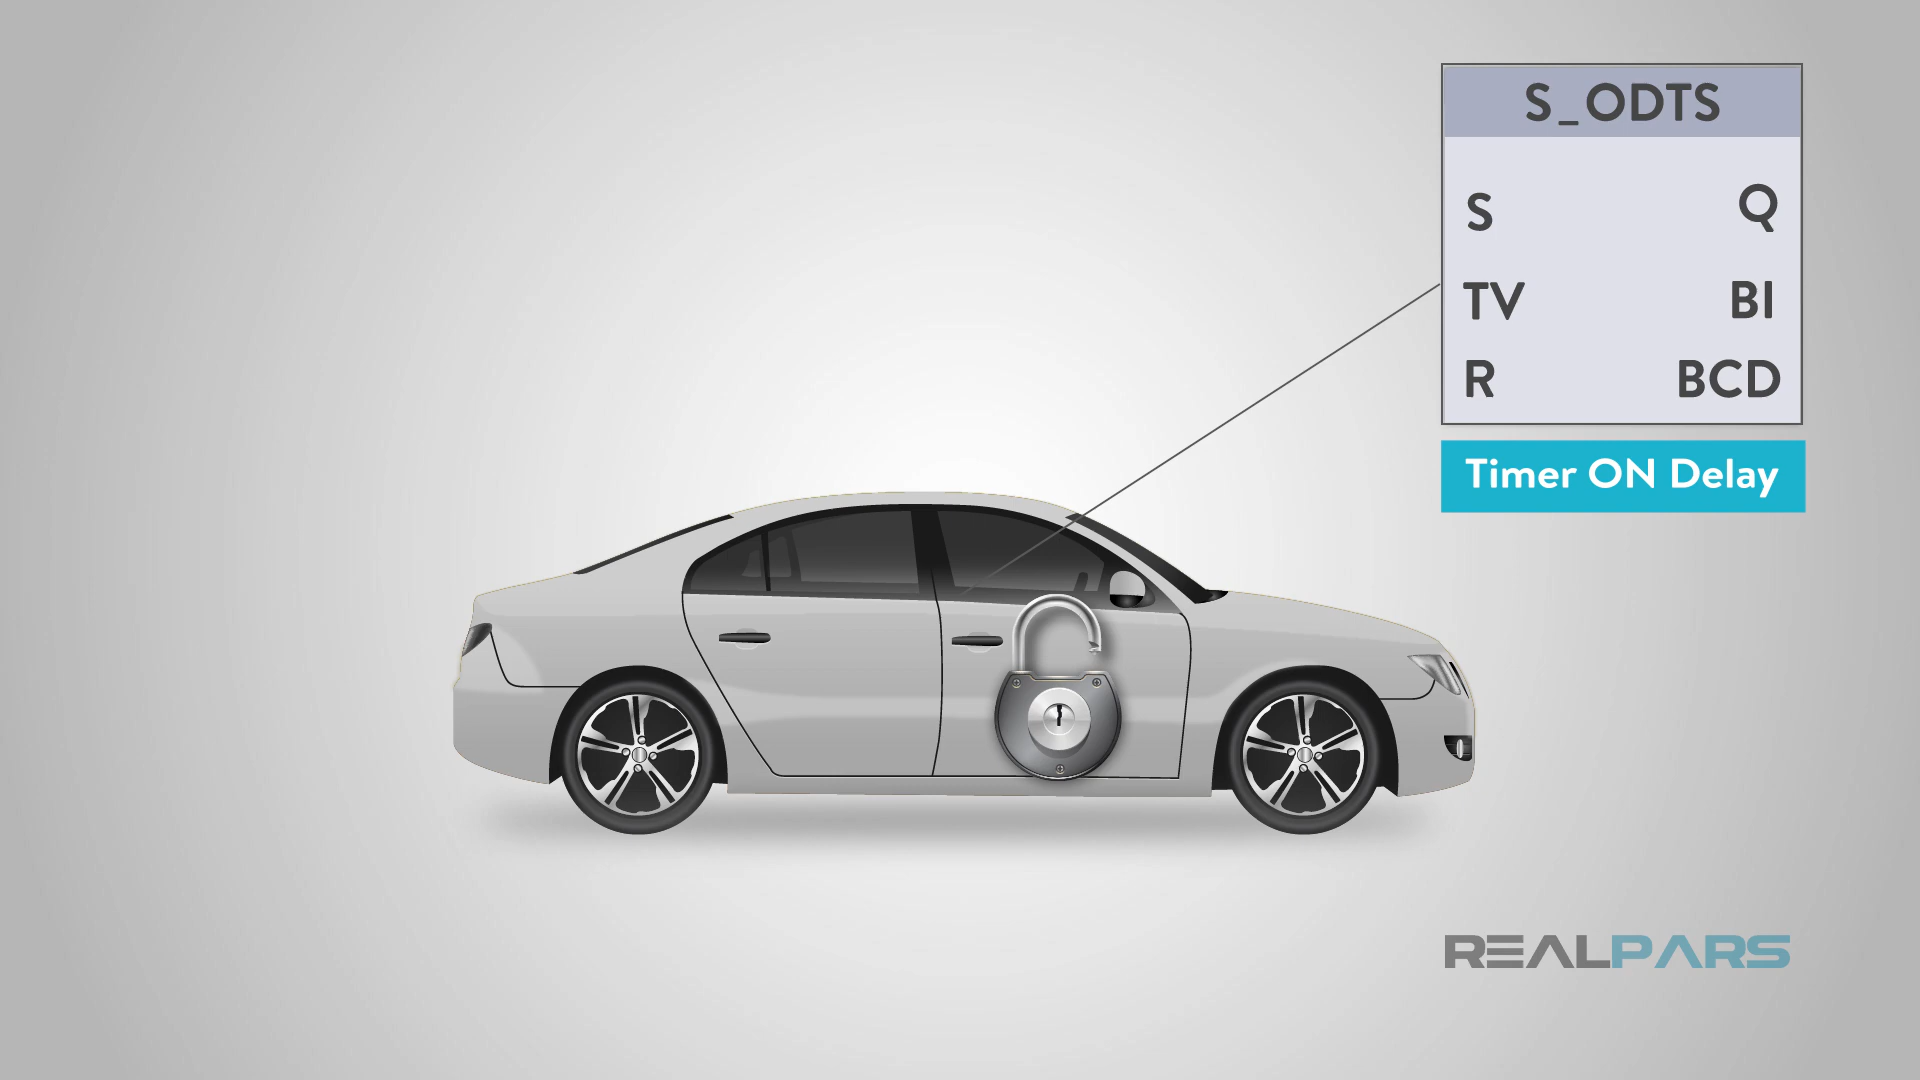 S_ODTS
S Q
TV BI
R BCD
Timer ON Delay
REALPARS